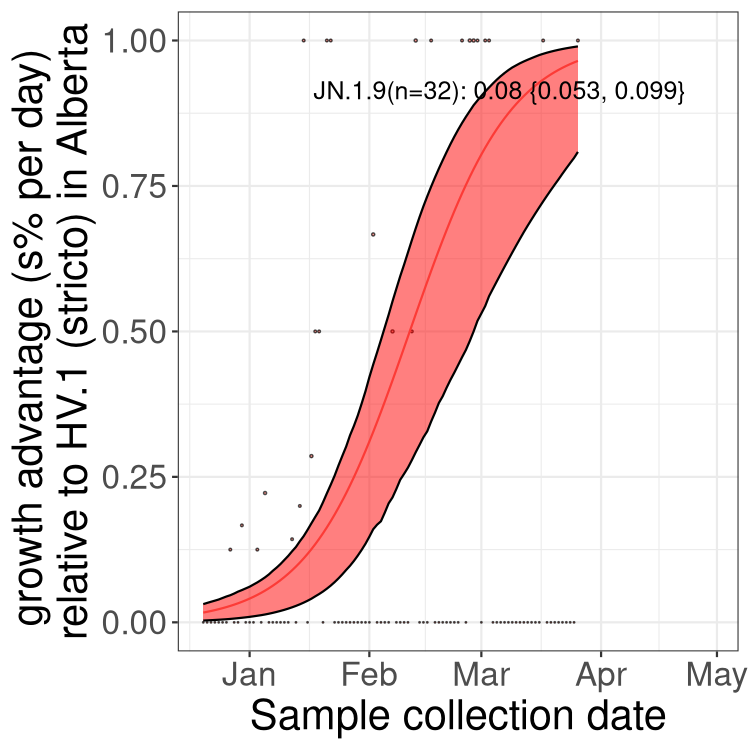 growth advantage (s% per day)
relative to HV.1 (stricto) in Alberta
1.00
0.75
0.50
0.25
0.00
JN.1.9(n=32): 0.08 {0.053, 0.099}
Jan Feb Mar Apr May
Sample collection date